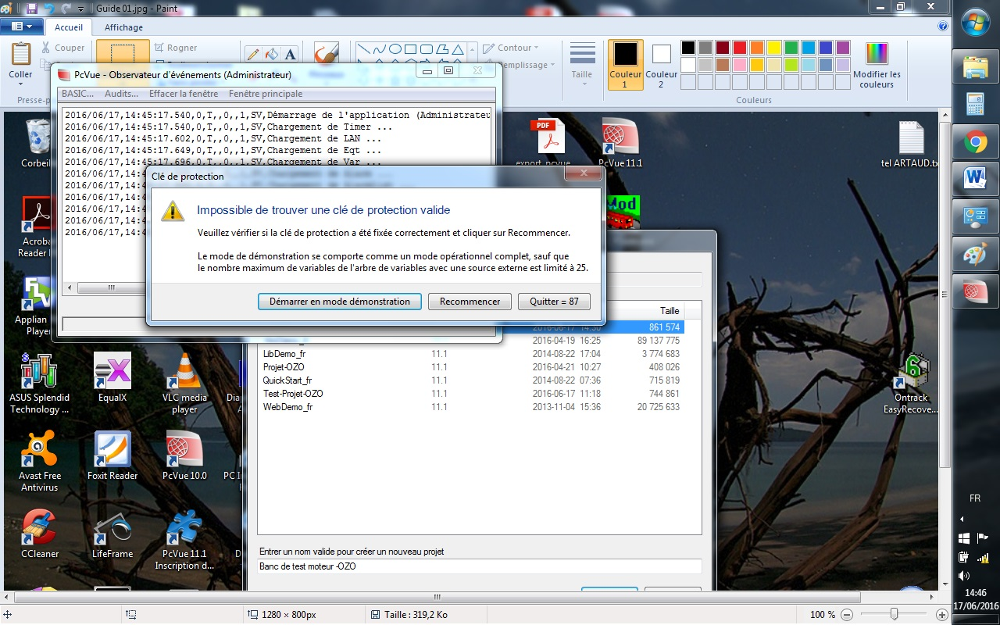 Guide 01.jpg - Paint
Accueil
Affichage
Coller
Couper
Rogner
Contour
Remplissage
Taille
Couleur 1
Couleur 2
Modifier les couleurs
Couleurs
PcVue - Observateur d'événements (Administrateur)
BASIC... Audits... Effacer la fenêtre Fenêtre principale
2016/06/17,14:45:17.540,0,T,,0,,1,SV,Démarrage de l'application (Administrateu
2016/06/17,14:45:17.540,0,T,,0,,1,SV,Chargement de Timer ...
2016/06/17,14:45:17.602,0,T,,0,,1,SV,Chargement de LAN ...
2016/06/17,14:45:17.649,0,T,,0,,1,SV,Chargement de Eqt ...
2016/06/17,14:45:17.696,0,T,,0,,1,SV,Chargement de Var ...
2016/06/17,14:4
2016/06/17,14:4
2016/06/17,14:4
2016/06/17,14:4
2016/06/17,14:4
2016/06/17,14:4
Clé de protection
Impossible de trouver une clé de protection valide
Veuillez vérifier si la clé de protection a été fixée correctement et cliquer sur Recommencer.
Le mode de démonstration se comporte comme un mode opérationnel complet, sauf que
le nombre maximum de variables de l'arbre de variables avec une source externe est limité à 25.
Démarrer en mode démonstration
Recommencer
Quitter = 87
Taille
861 574
2016-04-19 16:25 89 137 775
LibDemo_fr 11.1 2014-08-22 17:04 3 774 683
Projet-OZO 11.1 2016-04-21 10:27 408 026
QuickStart_fr 11.1 2014-08-22 07:36 715 819
Test-Projet-OZO 11.1 2016-06-17 11:18 744 861
WebDemo_fr 11.1 2013-11-04 15:36 20 725 633
Entrer un nom valide pour créer un nouveau projet
Banc de test moteur -OZO
Corbeil
PDF
export_pcvue
PcVue 11.1
tel ARTAUD.tx
Mod
Acroba
Reader
FLV
Applian
Player
ASUS Splendid
Technology ...
EqualX
VLC media
player
6
Ontrack
EasyRecove...
Avast Free
Antivirus
Foxit Reader
PcVue 10.0
PC I
CCleaner
LifeFrame
PcVue 11.1
Inscription d...
FR
14:46
17/06/2016
1280 × 800px
Taille : 319,2 Ko
100 %